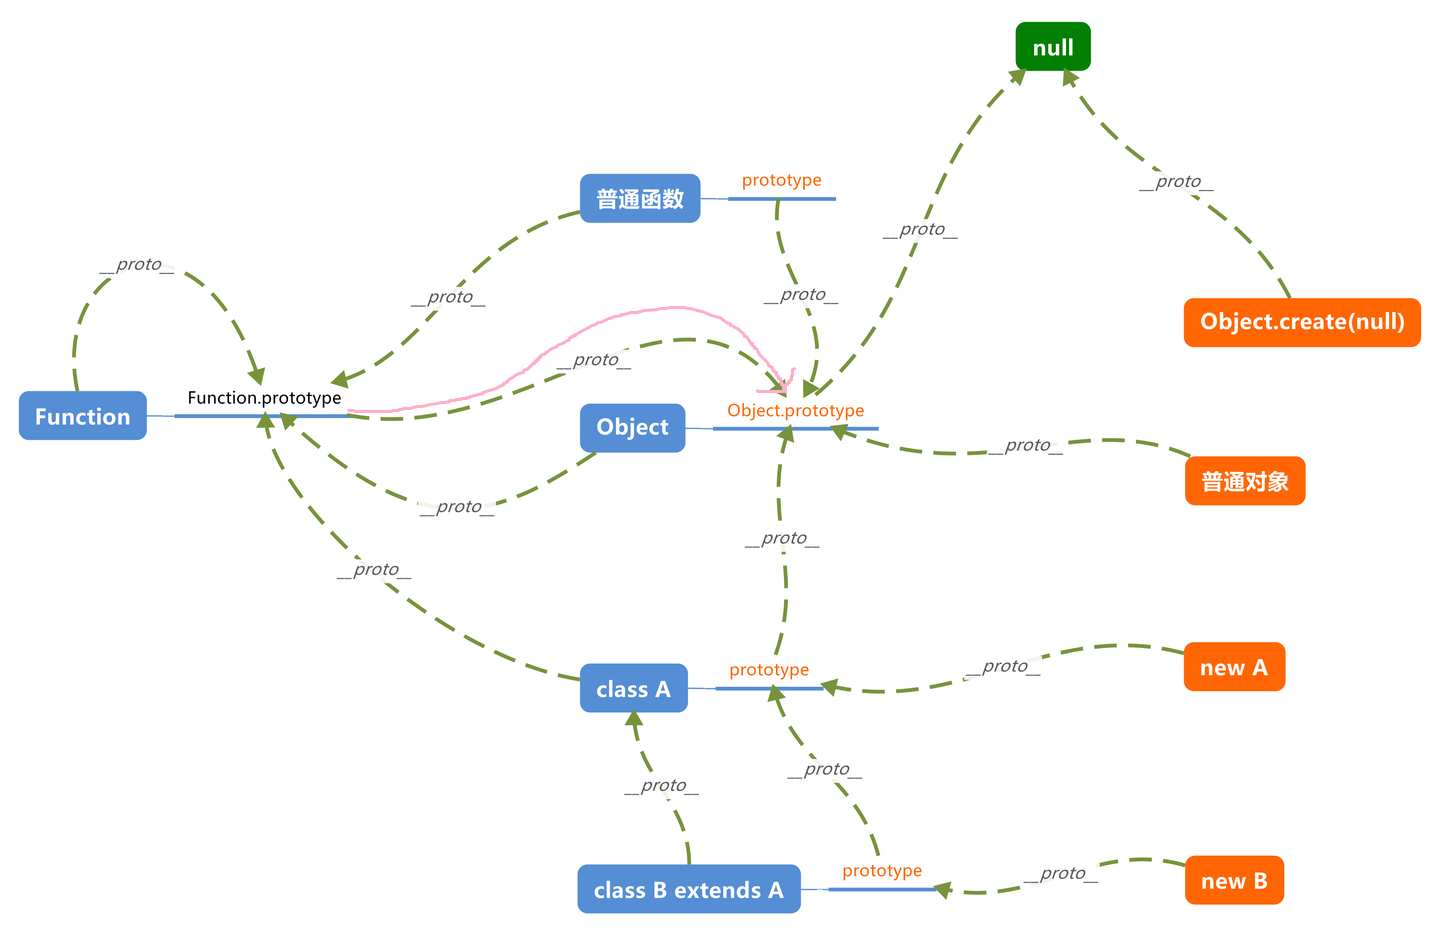 null
普通函数
prototype
__proto__
__proto__
__proto__
__proto__
__proto__
Object.create(null)
__proto__
Function
Function.prototype
Object
Object.prototype
__proto__
普通对象
__proto__
__proto__
__proto__
class A
prototype
__proto__
new A
__proto__
__proto__
class B extends A
prototype
__proto__
new B